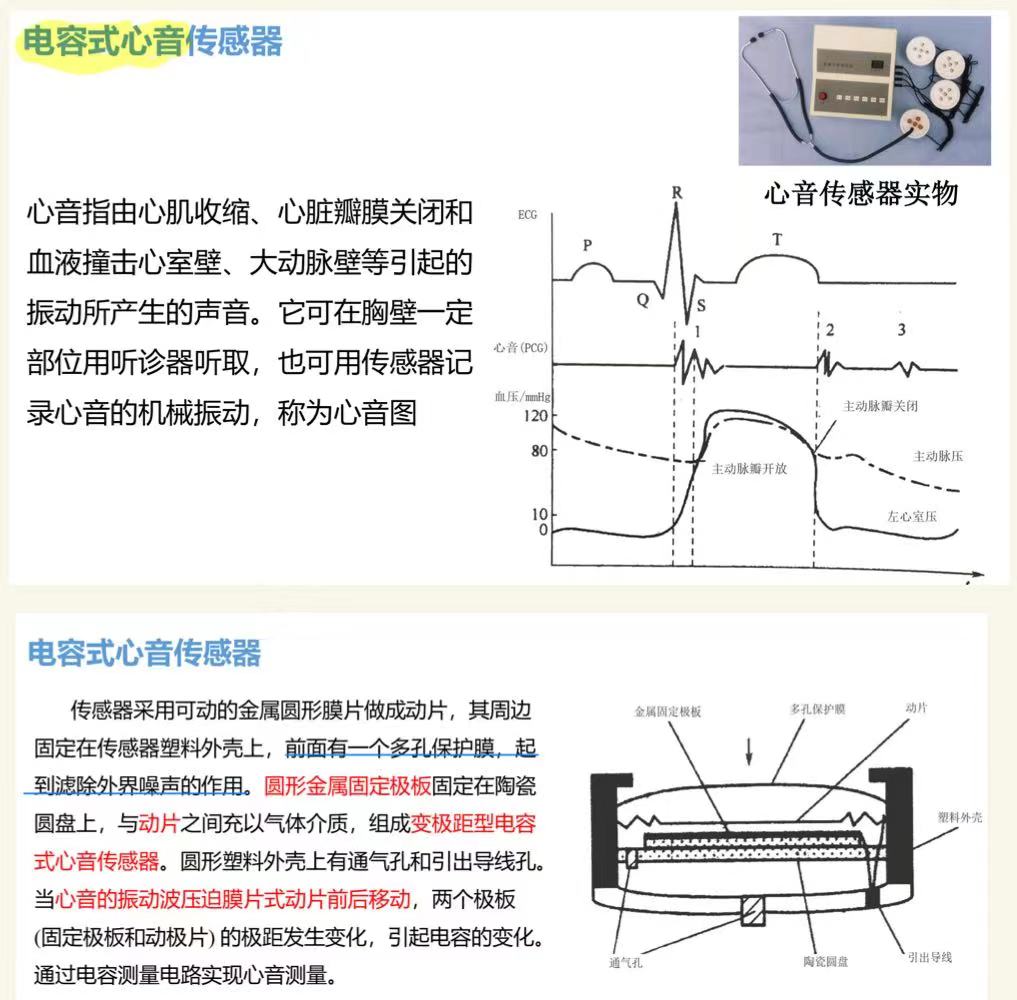 电容式心音传感器
心音传感器实物
心音指由心肌收缩、心脏瓣膜关闭和
血液撞击心室壁、大动脉壁等引起的
振动所产生的声音。它可在胸壁一定
部位用听诊器听取，也可用传感器记
录心音的机械振动，称为心音图
ECG
R
P
T
Q
S
1
2
3
心音(PCG)
血压/mmHg
120
80
10
0
主动脉瓣关闭
主动脉瓣开放
主动脉压
左心室压
电容式心音传感器
传感器采用可动的金属圆形膜片做成动片，其周边
固定在传感器塑料外壳上，前面有一个多孔保护膜，起
到滤除外界噪声的作用。圆形金属固定极板固定在陶瓷
圆盘上，与动片之间充以气体介质，组成变极距型电容
式心音传感器。圆形塑料外壳上有通气孔和引出导线孔。
当心音的振动波压迫膜片式动片前后移动，两个极板
(固定极板和动极片) 的极距发生变化，引起电容的变化。
通过电容测量电路实现心音测量。
金属固定极板
多孔保护膜
动片
塑料外壳
通气孔
陶瓷圆盘
引出导线